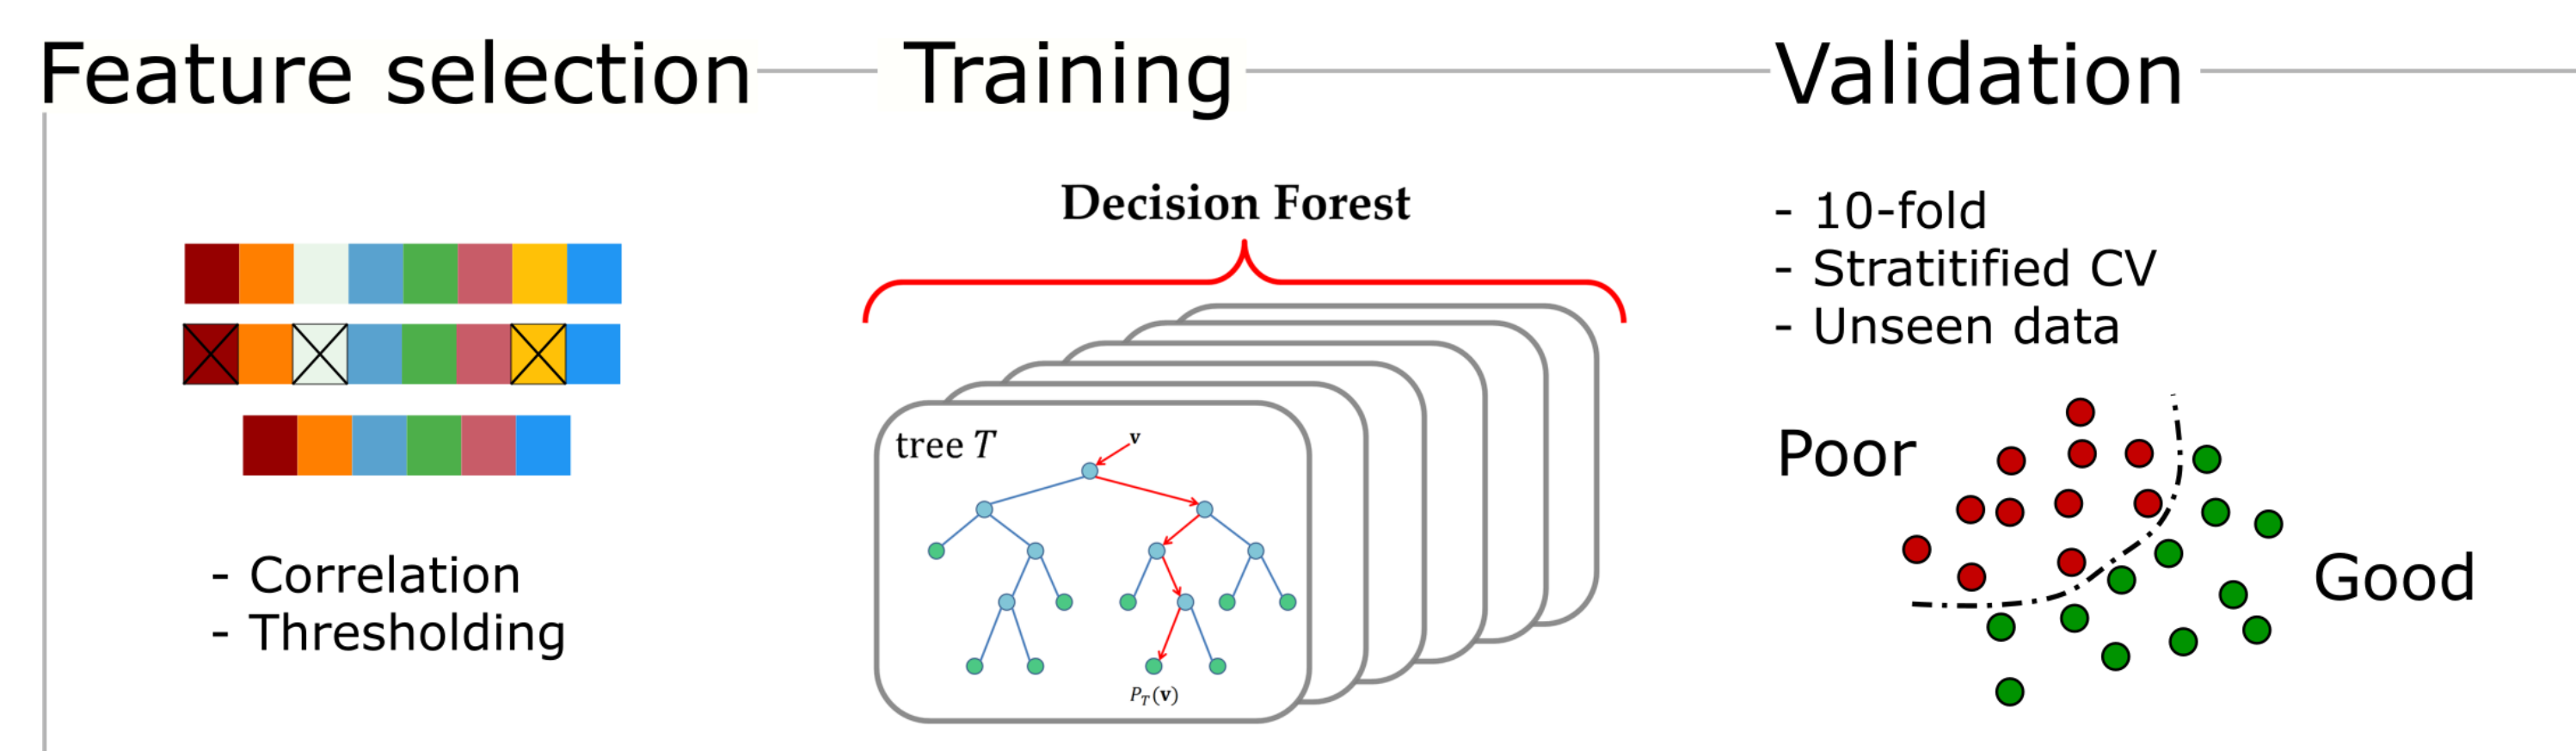 Feature selection
- Correlation
- Thresholding
Training
Decision Forest
tree T
v
P_T(v)
Validation
- 10-fold
- Stratitified CV
- Unseen data
Poor
Good